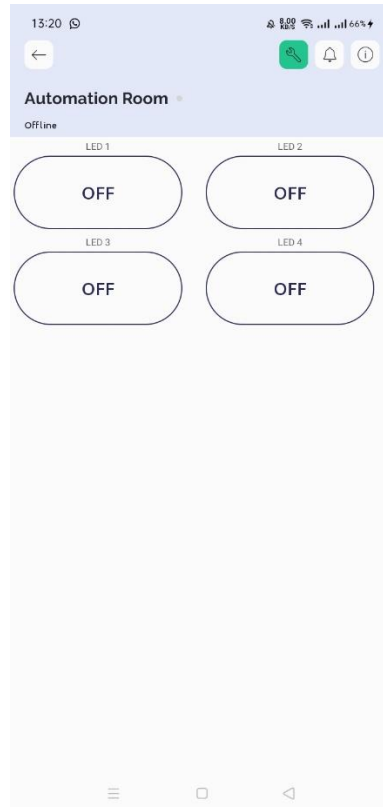 13:20 8.00 KB/S 66%
Automation Room
Offline
LED 1 LED 2
OFF OFF
LED 3 LED 4
OFF OFF